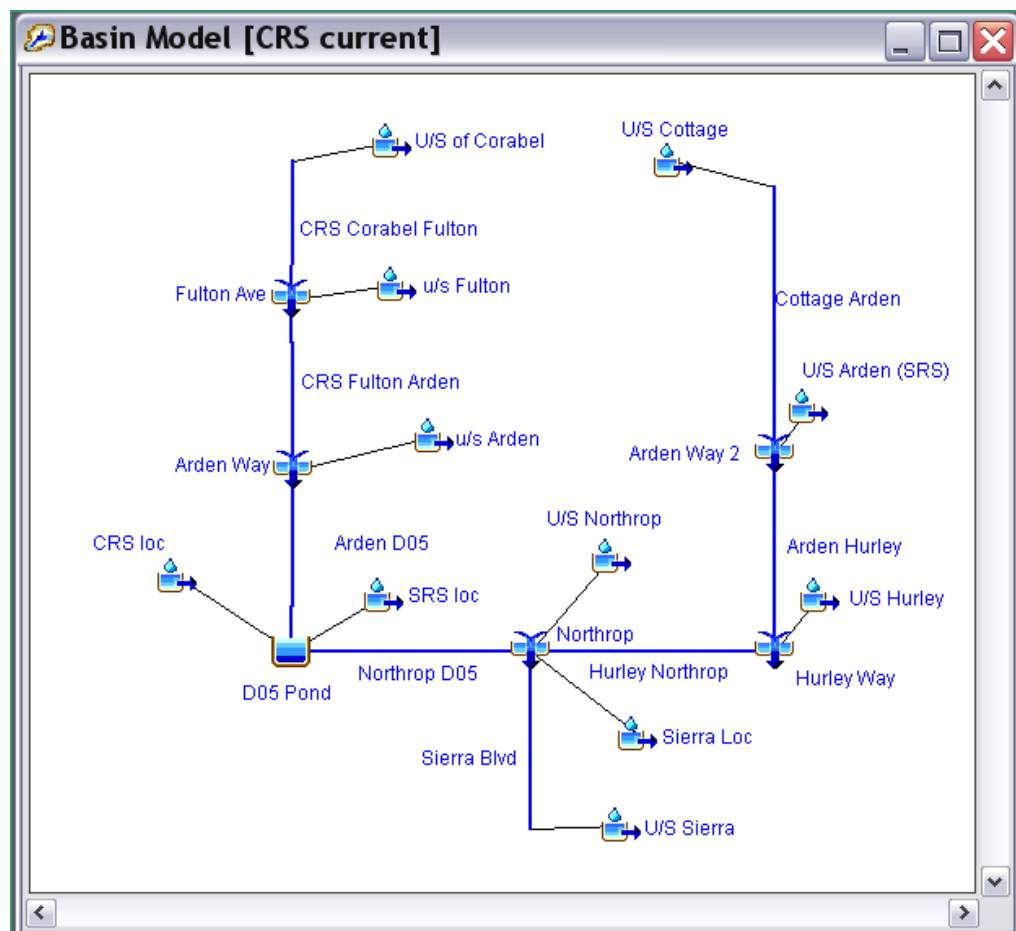 Basin Model [CRS current]
U/S Cottage
U/S of Corabel
CRS Corabel Fulton
u/s Fulton
Fulton Ave
Cottage Arden
U/S Arden (SRS)
CRS Fulton Arden
u/s Arden
Arden Way 2
Arden Way
U/S Northrop
CRS loc
Arden D05
Arden Hurley
SRS loc
U/S Hurley
Northrop
Northrop D05
Hurley Northrop
Hurley Way
D05 Pond
Sierra Loc
Sierra Blvd
U/S Sierra